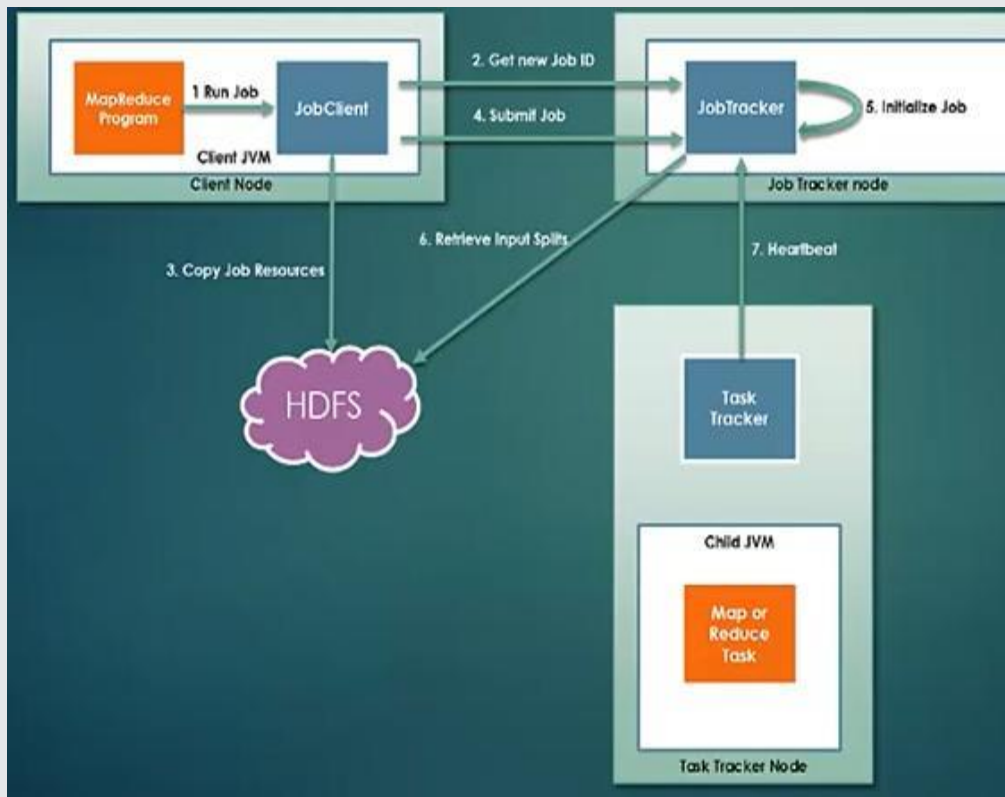 MapReduce
Program
1 Run Job
JobClient
Client JVM
Client Node
2. Get new Job ID
4. Submit Job
JobTracker
5. Initialize Job
Job Tracker node
3. Copy Job Resources
6. Retrieve Input Splits
7. Heartbeat
HDFS
Task
Tracker
Child JVM
Map or
Reduce
Task
Task Tracker Node